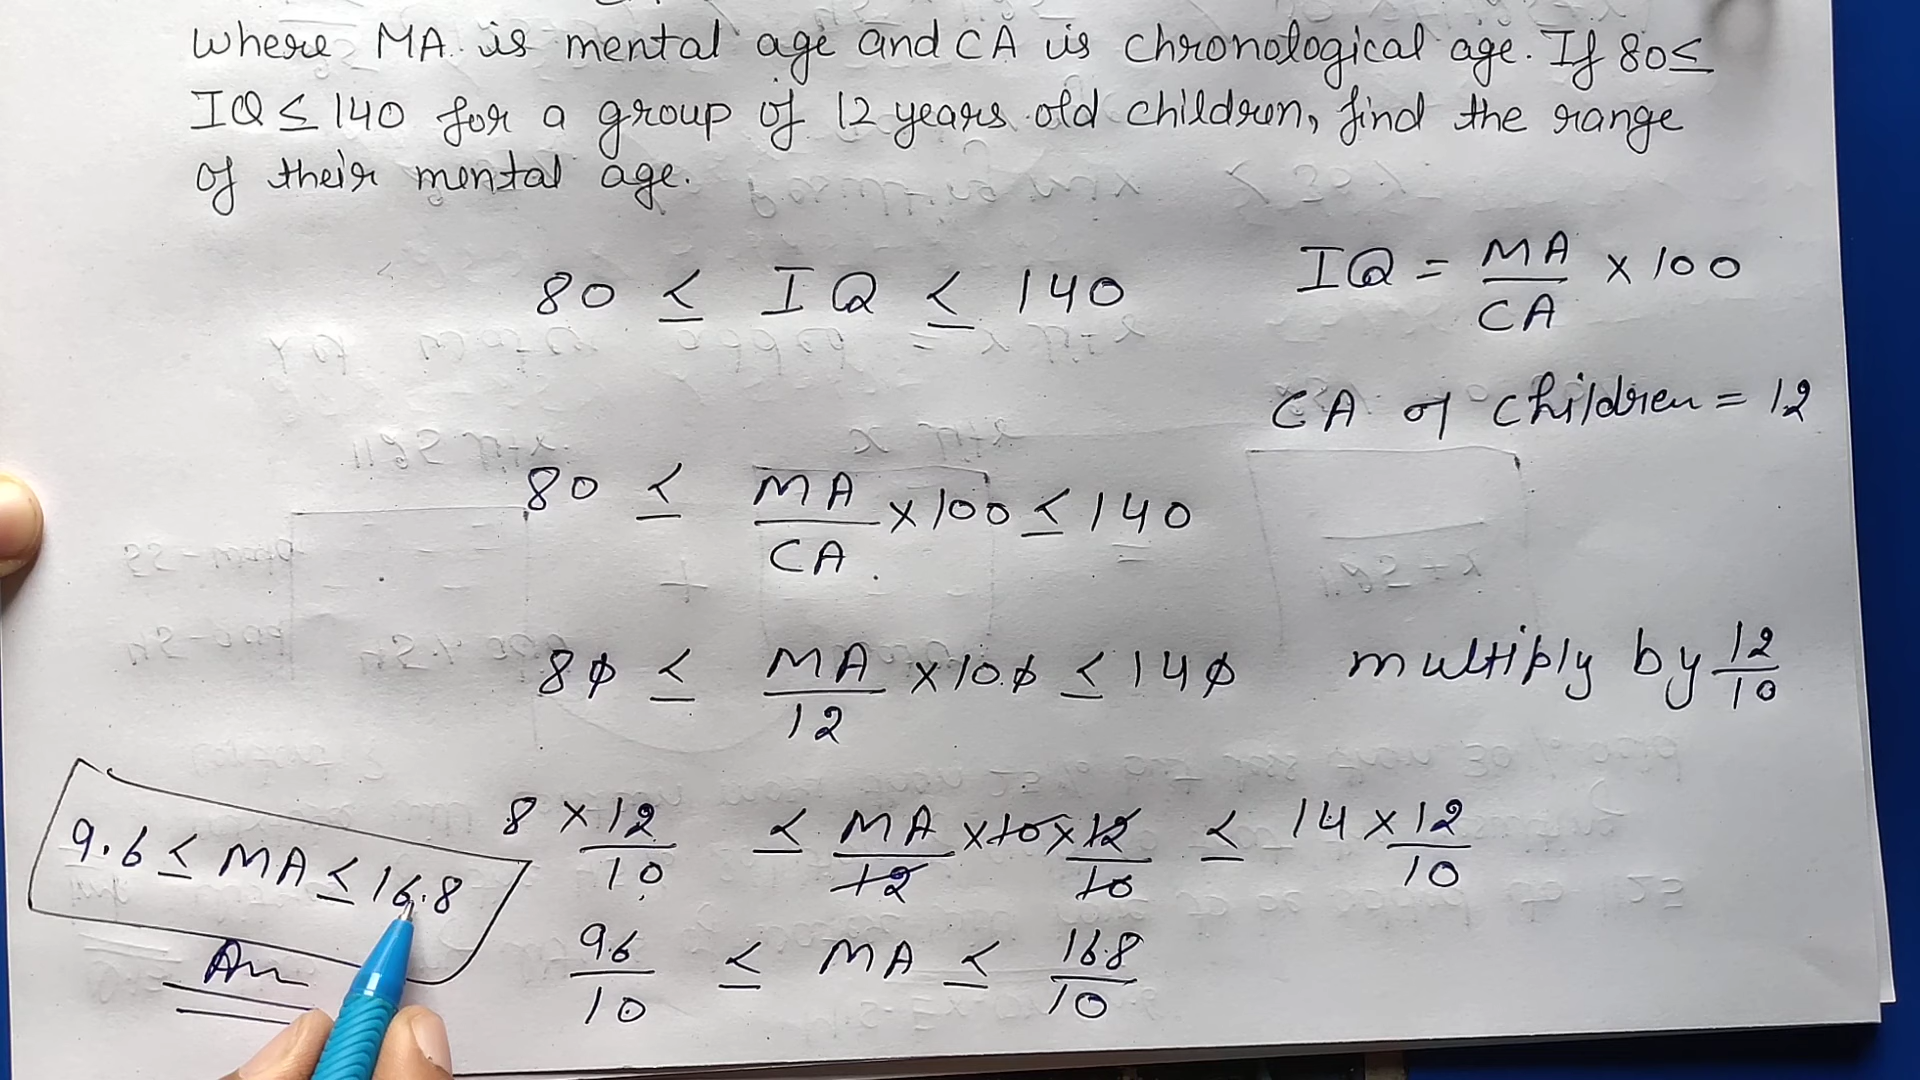 where MA is mental age and CA is chronological age. If 80≤
IQ ≤ 140 for a group of 12 years old children, find the range
of their mental age.
80 ≤ IQ ≤ 140
IQ = MA/CA × 100
CA of children = 12
80 ≤ MA/CA × 100 ≤ 140
80 ≤ MA/12 × 100 ≤ 140
multiply by 12/10
8 × 12/10 ≤ MA/12 × 10 × 12/10 ≤ 14 × 12/10
96/10 ≤ MA ≤ 168/10
9.6 ≤ MA ≤ 16.8